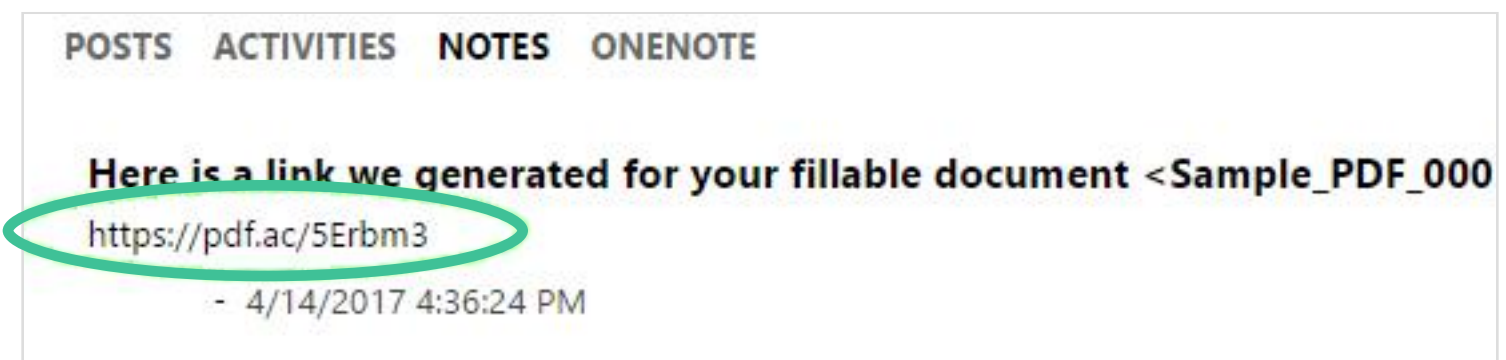 POSTS ACTIVITIES NOTES ONENOTE
Here is a link we generated for your fillable document <Sample_PDF_000
https://pdf.ac/5Erbm3
- 4/14/2017 4:36:24 PM